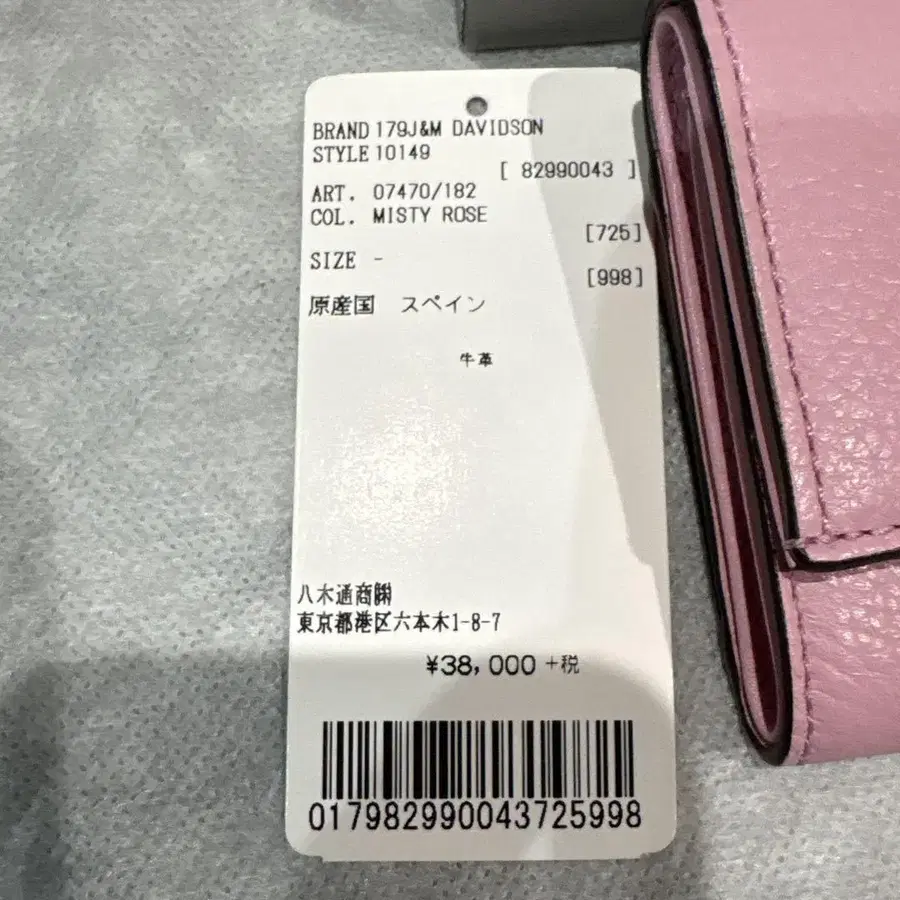 BRAND 179J&M DAVIDSON
STYLE 10149
[ 82990043 ]
ART. 07470/182
COL. MISTY ROSE
[725]
SIZE -
[998]
原産国 スペイン
牛革
八木通商㈱
東京都港区六本木1-8-7
¥38,000 +税
017982990043725998